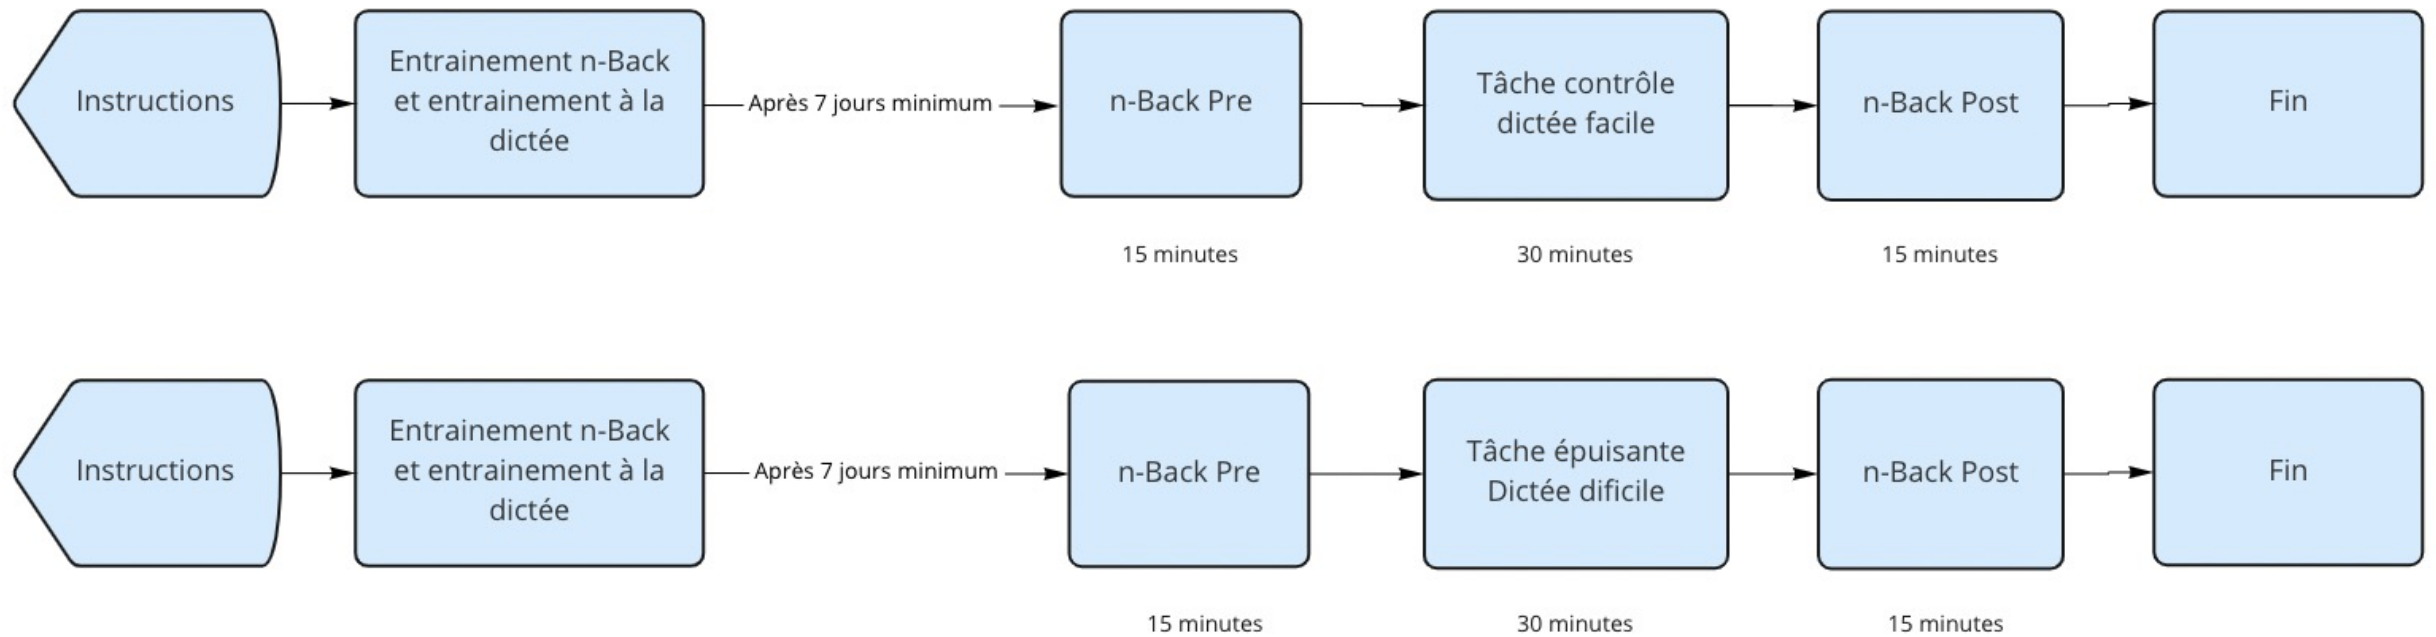 Instructions
Entrainement n-Back
et entrainement à la
dictée
Après 7 jours minimum
n-Back Pre
Tâche contrôle
dictée facile
n-Back Post
Fin
15 minutes
30 minutes
15 minutes
Instructions
Entrainement n-Back
et entrainement à la
dictée
Après 7 jours minimum
n-Back Pre
Tâche épuisante
Dictée dificile
n-Back Post
Fin
15 minutes
30 minutes
15 minutes